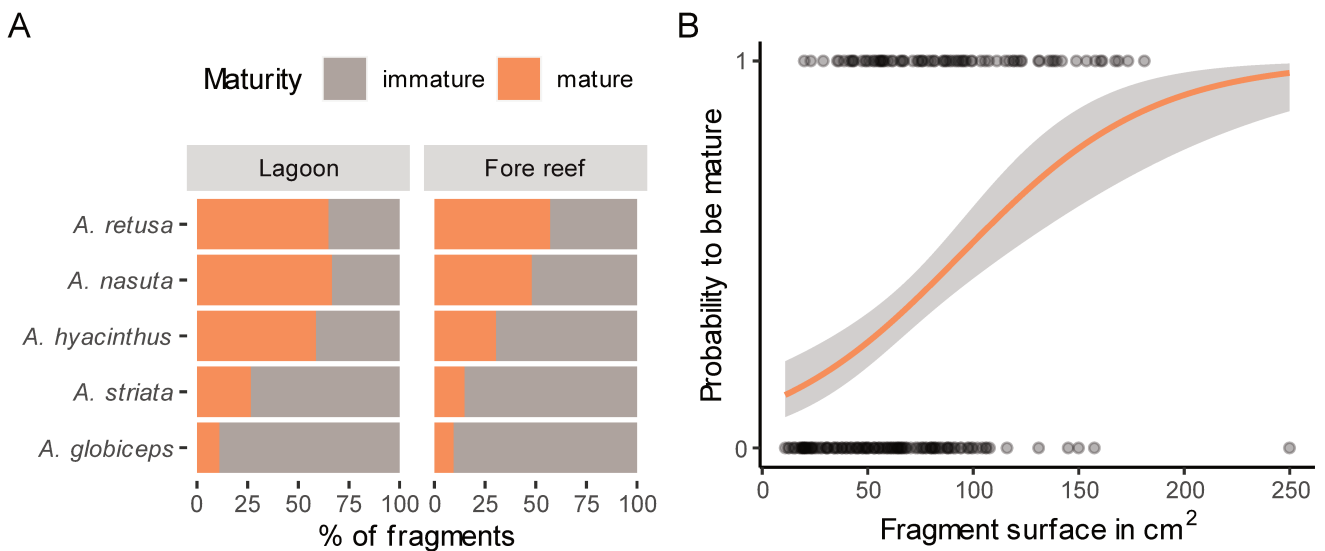 A
Maturity immature mature
Lagoon Fore reef
A. retusa
A. nasuta
A. hyacinthus
A. striata
A. globiceps
0 25 50 75 100 0 25 50 75 100
% of fragments
B
Probability to be mature
1
0
0 50 100 150 200 250
Fragment surface in cm²